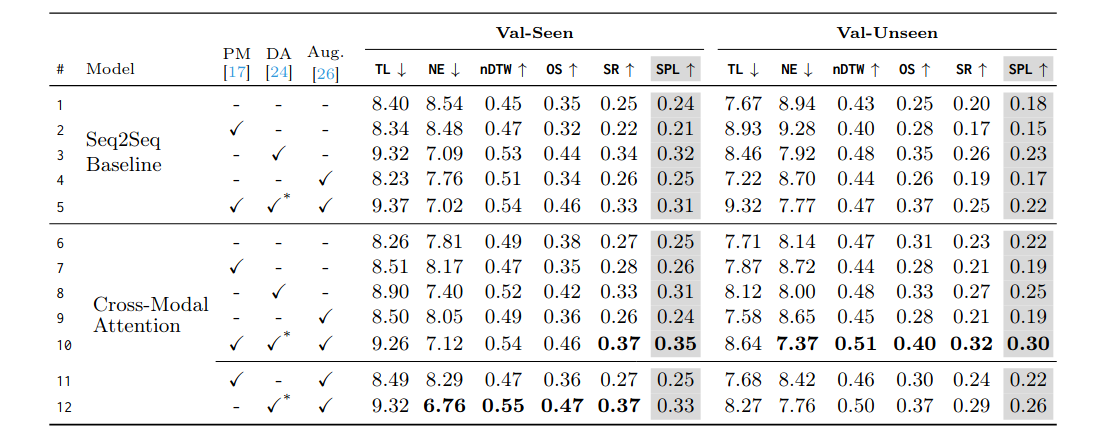 Val-Seen Val-Unseen
PM DA Aug.
# Model [17] [24] [26] TL ↓ NE ↓ nDTW ↑ OS ↑ SR ↑ SPL ↑ TL ↓ NE ↓ nDTW ↑ OS ↑ SR ↑ SPL ↑
1 - - - 8.40 8.54 0.45 0.35 0.25 0.24 7.67 8.94 0.43 0.25 0.20 0.18
2 ✓ - - 8.34 8.48 0.47 0.32 0.22 0.21 8.93 9.28 0.40 0.28 0.17 0.15
Seq2Seq
3 - ✓ - 9.32 7.09 0.53 0.44 0.34 0.32 8.46 7.92 0.48 0.35 0.26 0.23
Baseline
4 - - ✓ 8.23 7.76 0.51 0.34 0.26 0.25 7.22 8.70 0.44 0.26 0.19 0.17
5 ✓ ✓* ✓ 9.37 7.02 0.54 0.46 0.33 0.31 9.32 7.77 0.47 0.37 0.25 0.22
6 - - - 8.26 7.81 0.49 0.38 0.27 0.25 7.71 8.14 0.47 0.31 0.23 0.22
7 ✓ - - 8.51 8.17 0.47 0.35 0.28 0.26 7.87 8.72 0.44 0.28 0.21 0.19
8 - ✓ - 8.90 7.40 0.52 0.42 0.33 0.31 8.12 8.00 0.48 0.33 0.27 0.25
Cross-Modal
9 - - ✓ 8.50 8.05 0.49 0.36 0.26 0.24 7.58 8.65 0.45 0.28 0.21 0.19
Attention
10 ✓ ✓* ✓ 9.26 7.12 0.54 0.46 0.37 0.35 8.64 7.37 0.51 0.40 0.32 0.30
11 ✓ - ✓ 8.49 8.29 0.47 0.36 0.27 0.25 7.68 8.42 0.46 0.30 0.24 0.22
12 - ✓* ✓ 9.32 6.76 0.55 0.47 0.37 0.33 8.27 7.76 0.50 0.37 0.29 0.26